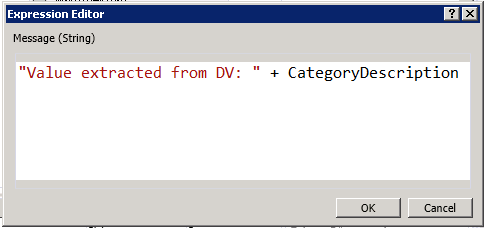 Expression Editor
Message (String)
"Value extracted from DV: " + CategoryDescription
OK
Cancel